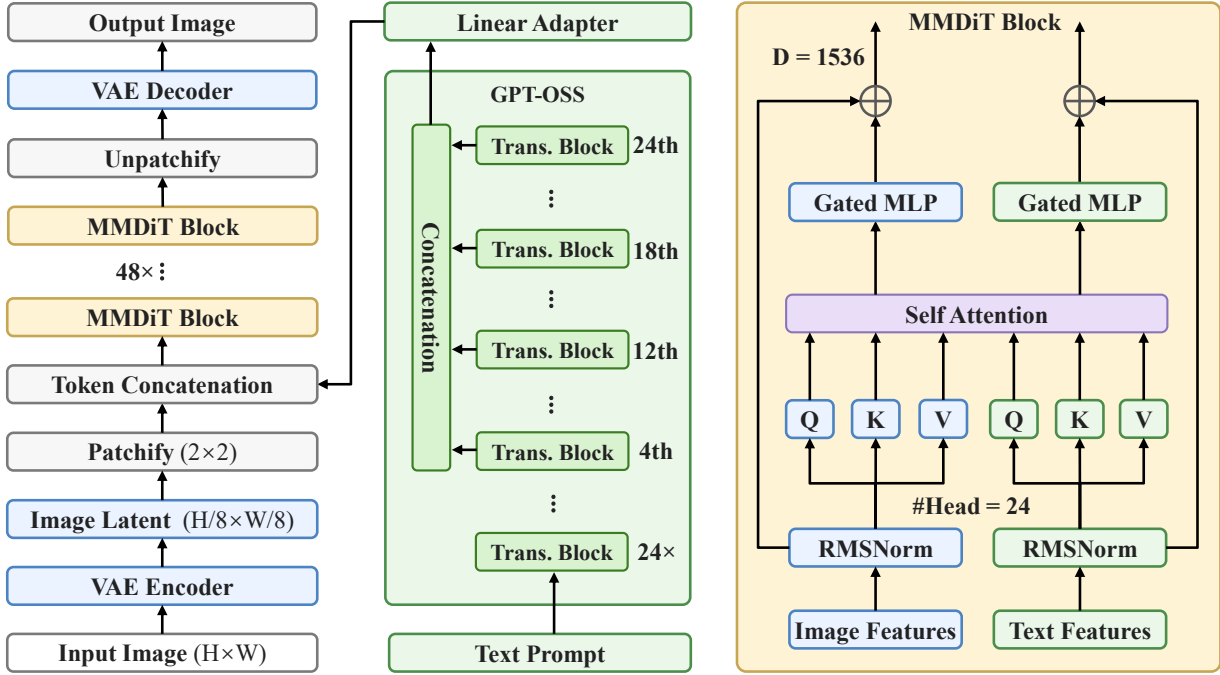 Output Image
VAE Decoder
Unpatchify
MMDiT Block
48× ⋮
MMDiT Block
Token Concatenation
Patchify (2×2)
Image Latent (H/8×W/8)
VAE Encoder
Input Image (H×W)
Linear Adapter
GPT-OSS
Concatenation
Trans. Block 24th
Trans. Block 18th
Trans. Block 12th
Trans. Block 4th
Trans. Block 24×
Text Prompt
MMDiT Block
D = 1536
Gated MLP
Gated MLP
Self Attention
Q K V Q K V
#Head = 24
RMSNorm
RMSNorm
Image Features
Text Features